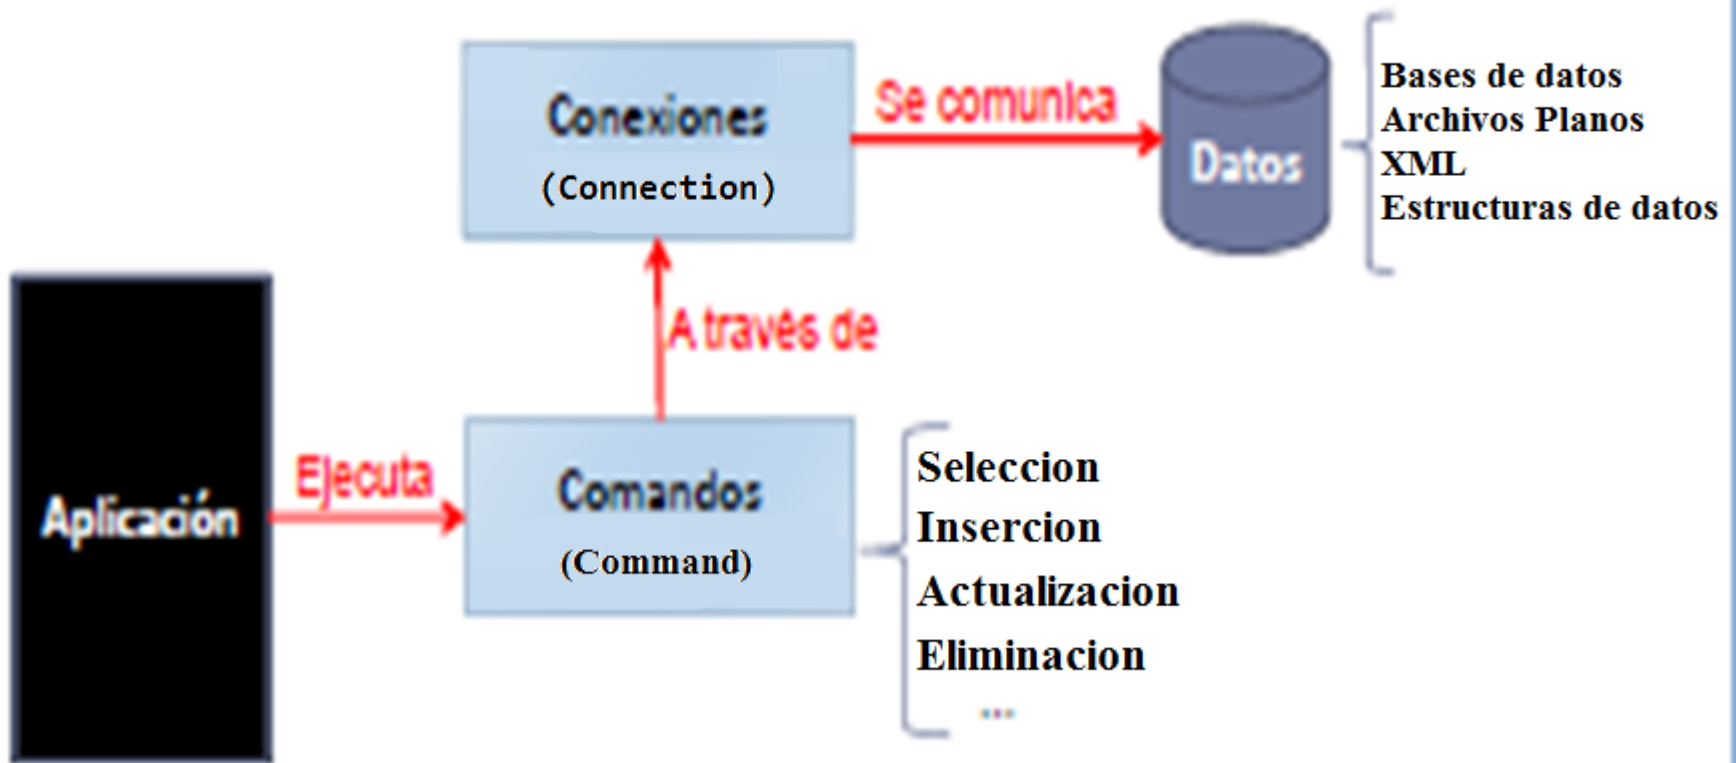 Conexiones
(Connection)
Se comunica
Datos
Bases de datos
Archivos Planos
XML
Estructuras de datos
A través de
Aplicación
Ejecuta
Comandos
(Command)
Seleccion
Insercion
Actualizacion
Eliminacion
...